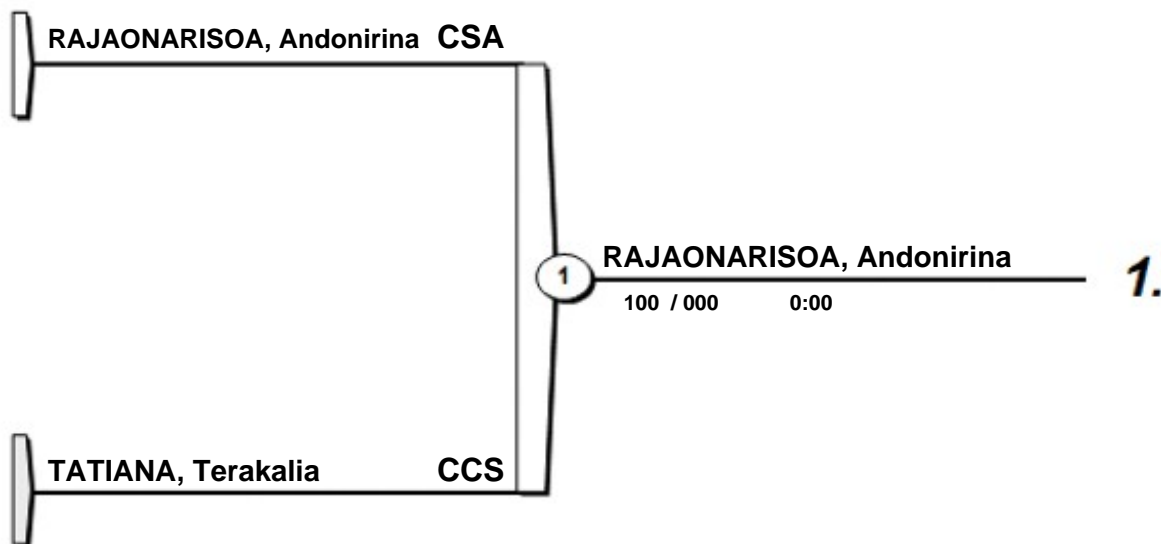 RAJAONARISOA, Andonirina CSA
1
RAJAONARISOA, Andonirina
1.
100 / 000 0:00
TATIANA, Terakalia CCS